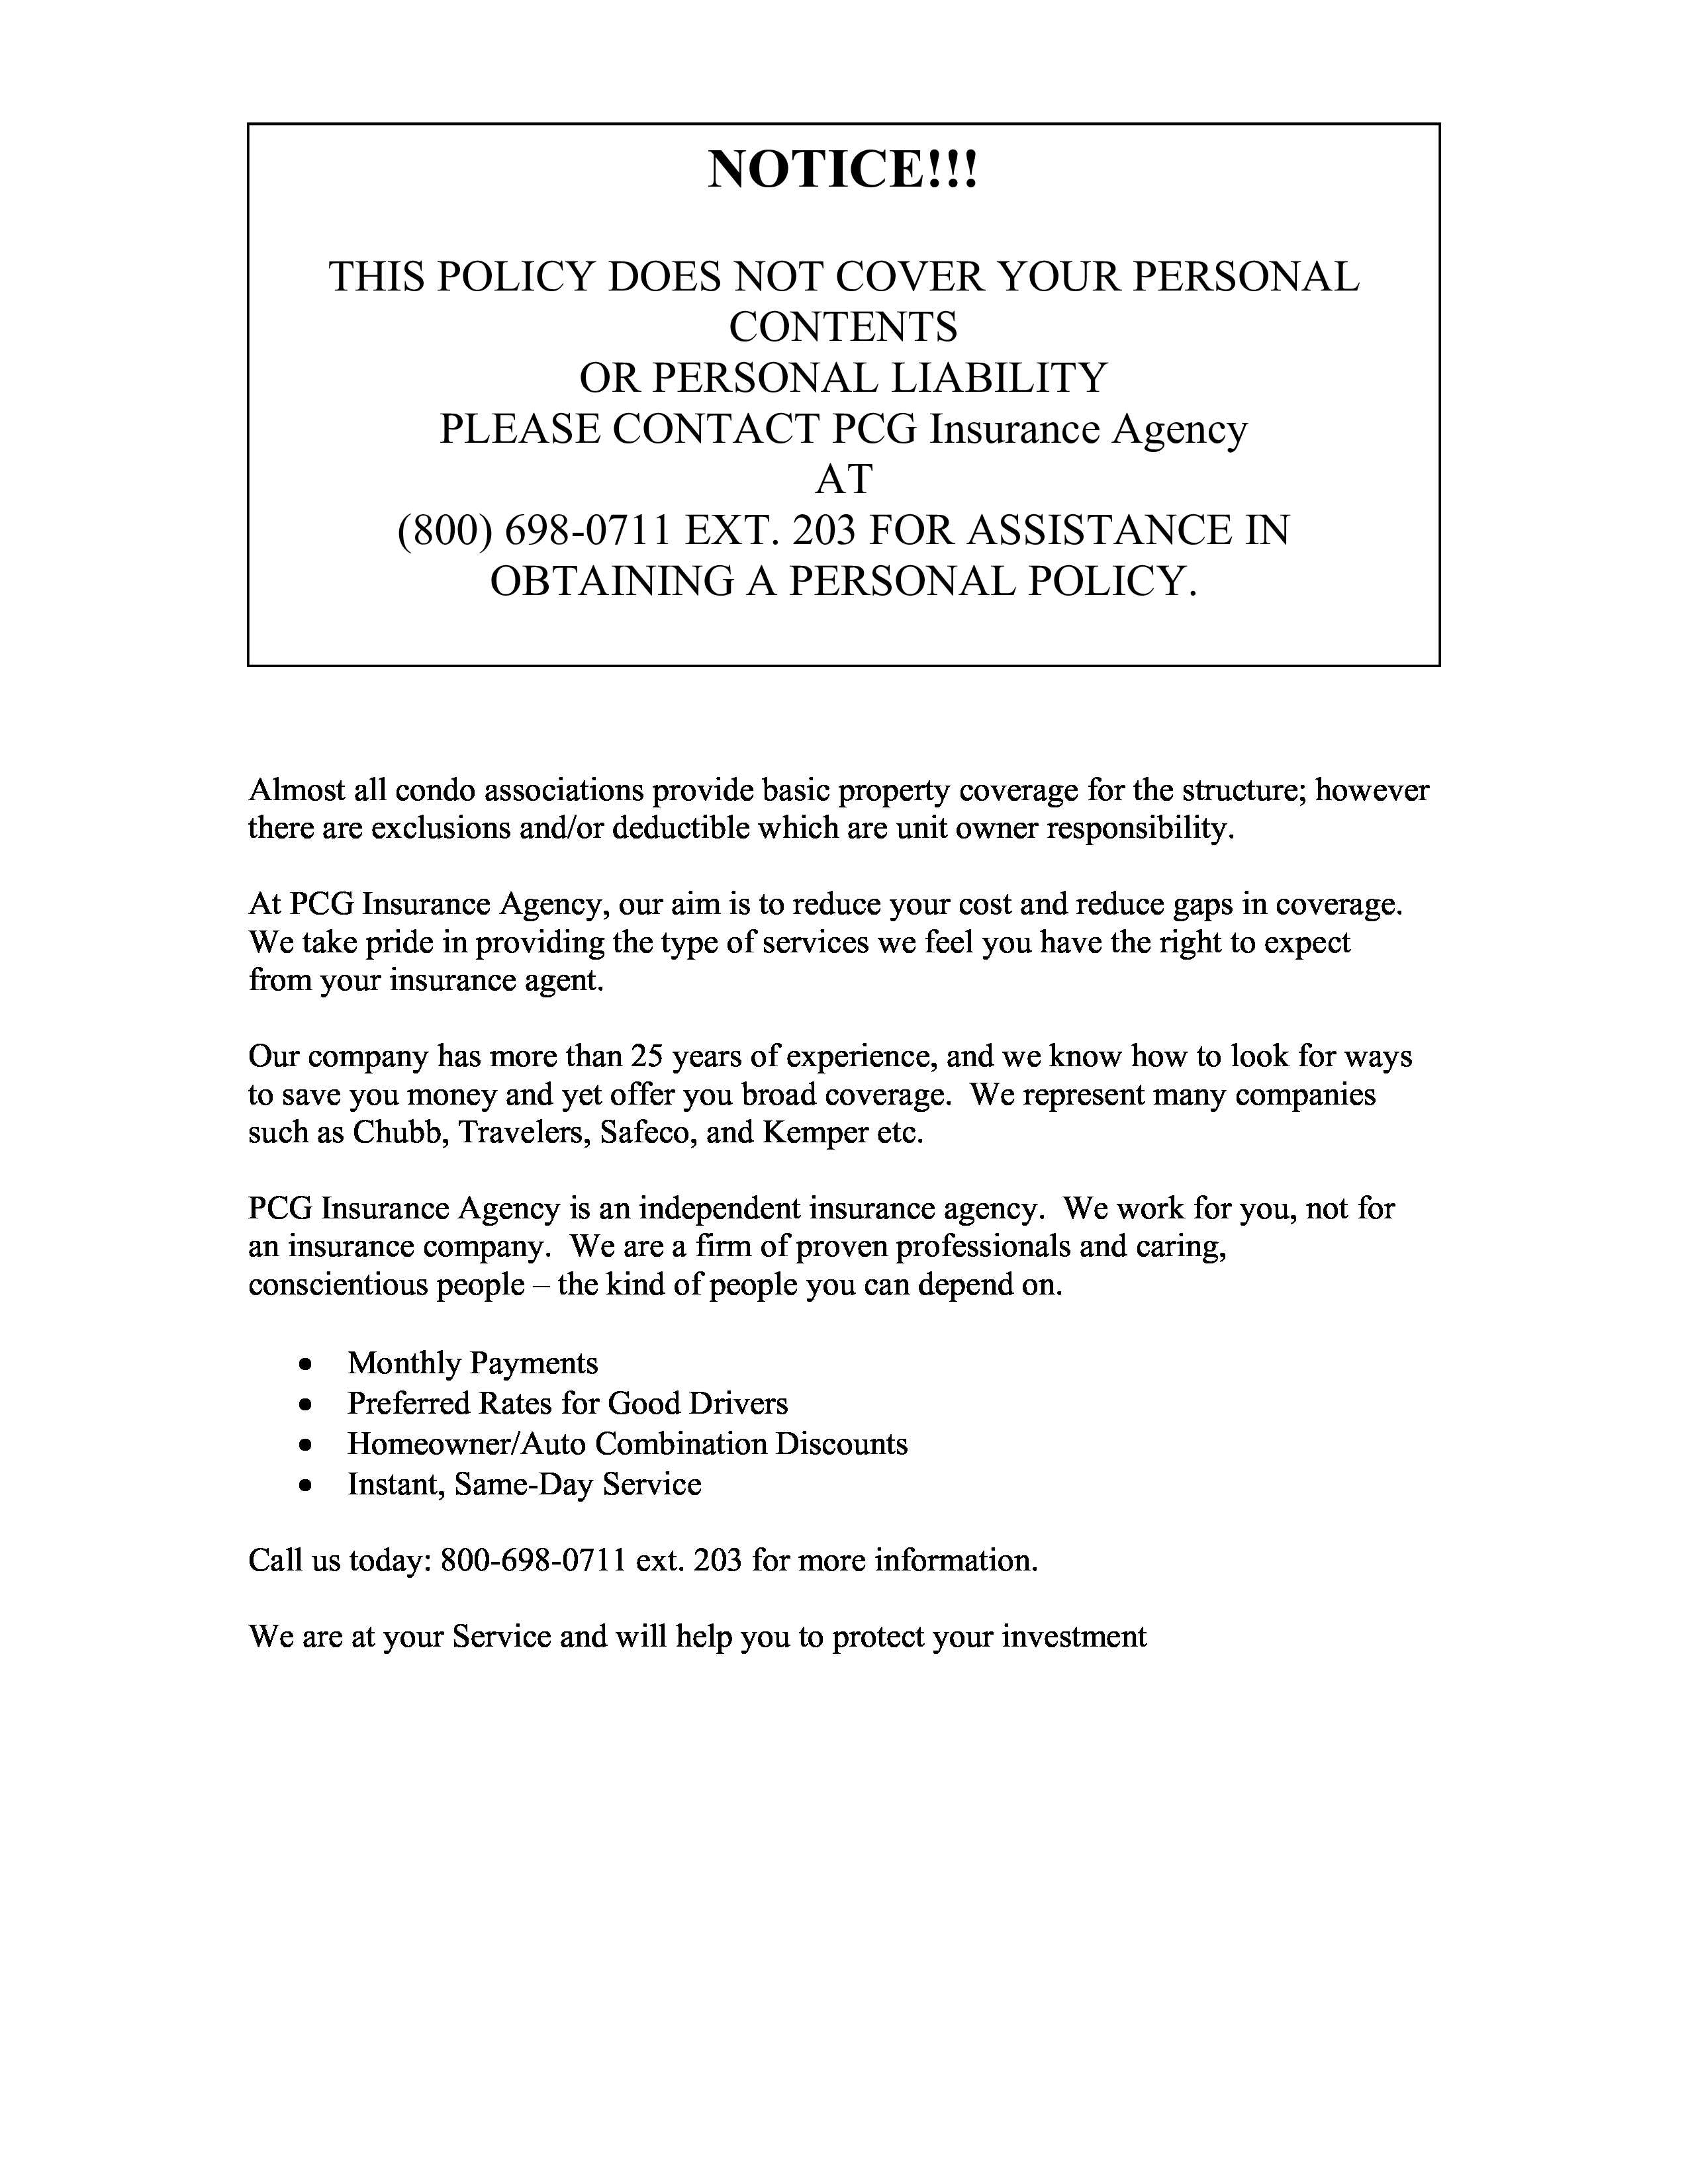 NOTICE!!!
THIS POLICY DOES NOT COVER YOUR PERSONAL
CONTENTS
OR PERSONAL LIABILITY
PLEASE CONTACT PCG Insurance Agency
AT
(800) 698-0711 EXT. 203 FOR ASSISTANCE IN
OBTAINING A PERSONAL POLICY.
Almost all condo associations provide basic property coverage for the structure; however
there are exclusions and/or deductible which are unit owner responsibility.
At PCG Insurance Agency, our aim is to reduce your cost and reduce gaps in coverage.
We take pride in providing the type of services we feel you have the right to expect
from your insurance agent.
Our company has more than 25 years of experience, and we know how to look for ways
to save you money and yet offer you broad coverage.  We represent many companies
such as Chubb, Travelers, Safeco, and Kemper etc.
PCG Insurance Agency is an independent insurance agency.  We work for you, not for
an insurance company.  We are a firm of proven professionals and caring,
conscientious people – the kind of people you can depend on.
• Monthly Payments
• Preferred Rates for Good Drivers
• Homeowner/Auto Combination Discounts
• Instant, Same-Day Service
Call us today: 800-698-0711 ext. 203 for more information.
We are at your Service and will help you to protect your investment